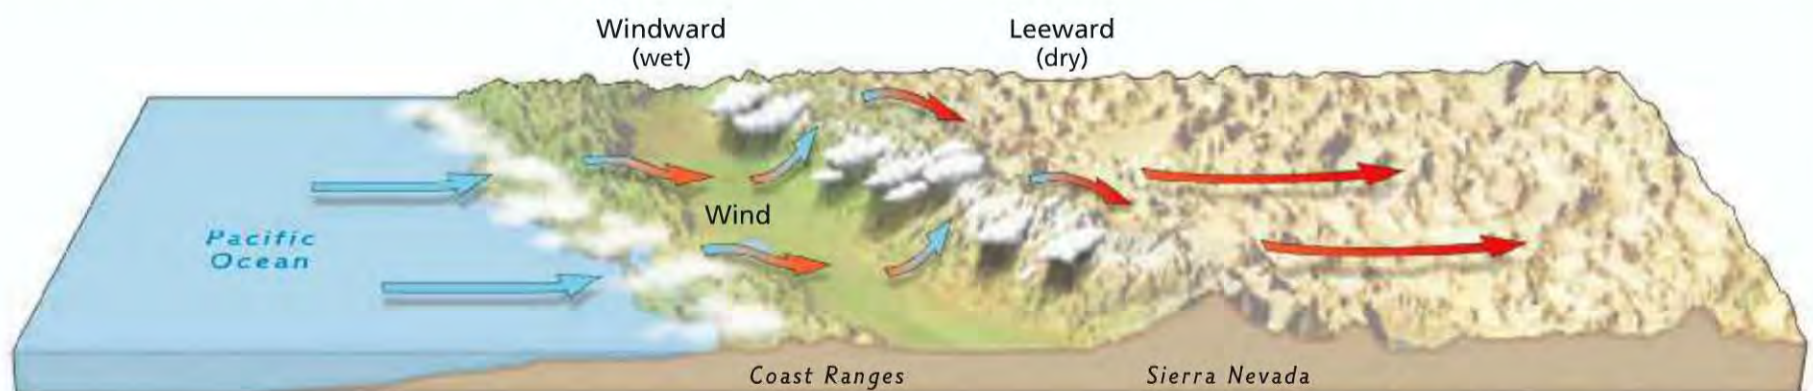 Windward
(wet)
Leeward
(dry)
Wind
Pacific
Ocean
Coast Ranges
Sierra Nevada